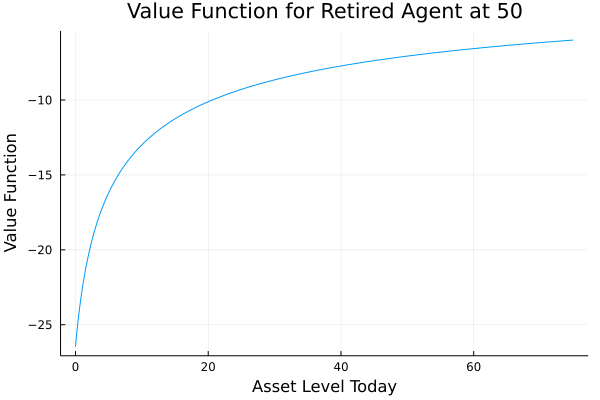 Value Function for Retired Agent at 50
Value Function
−10
−15
−20
−25
0
20
40
60
Asset Level Today